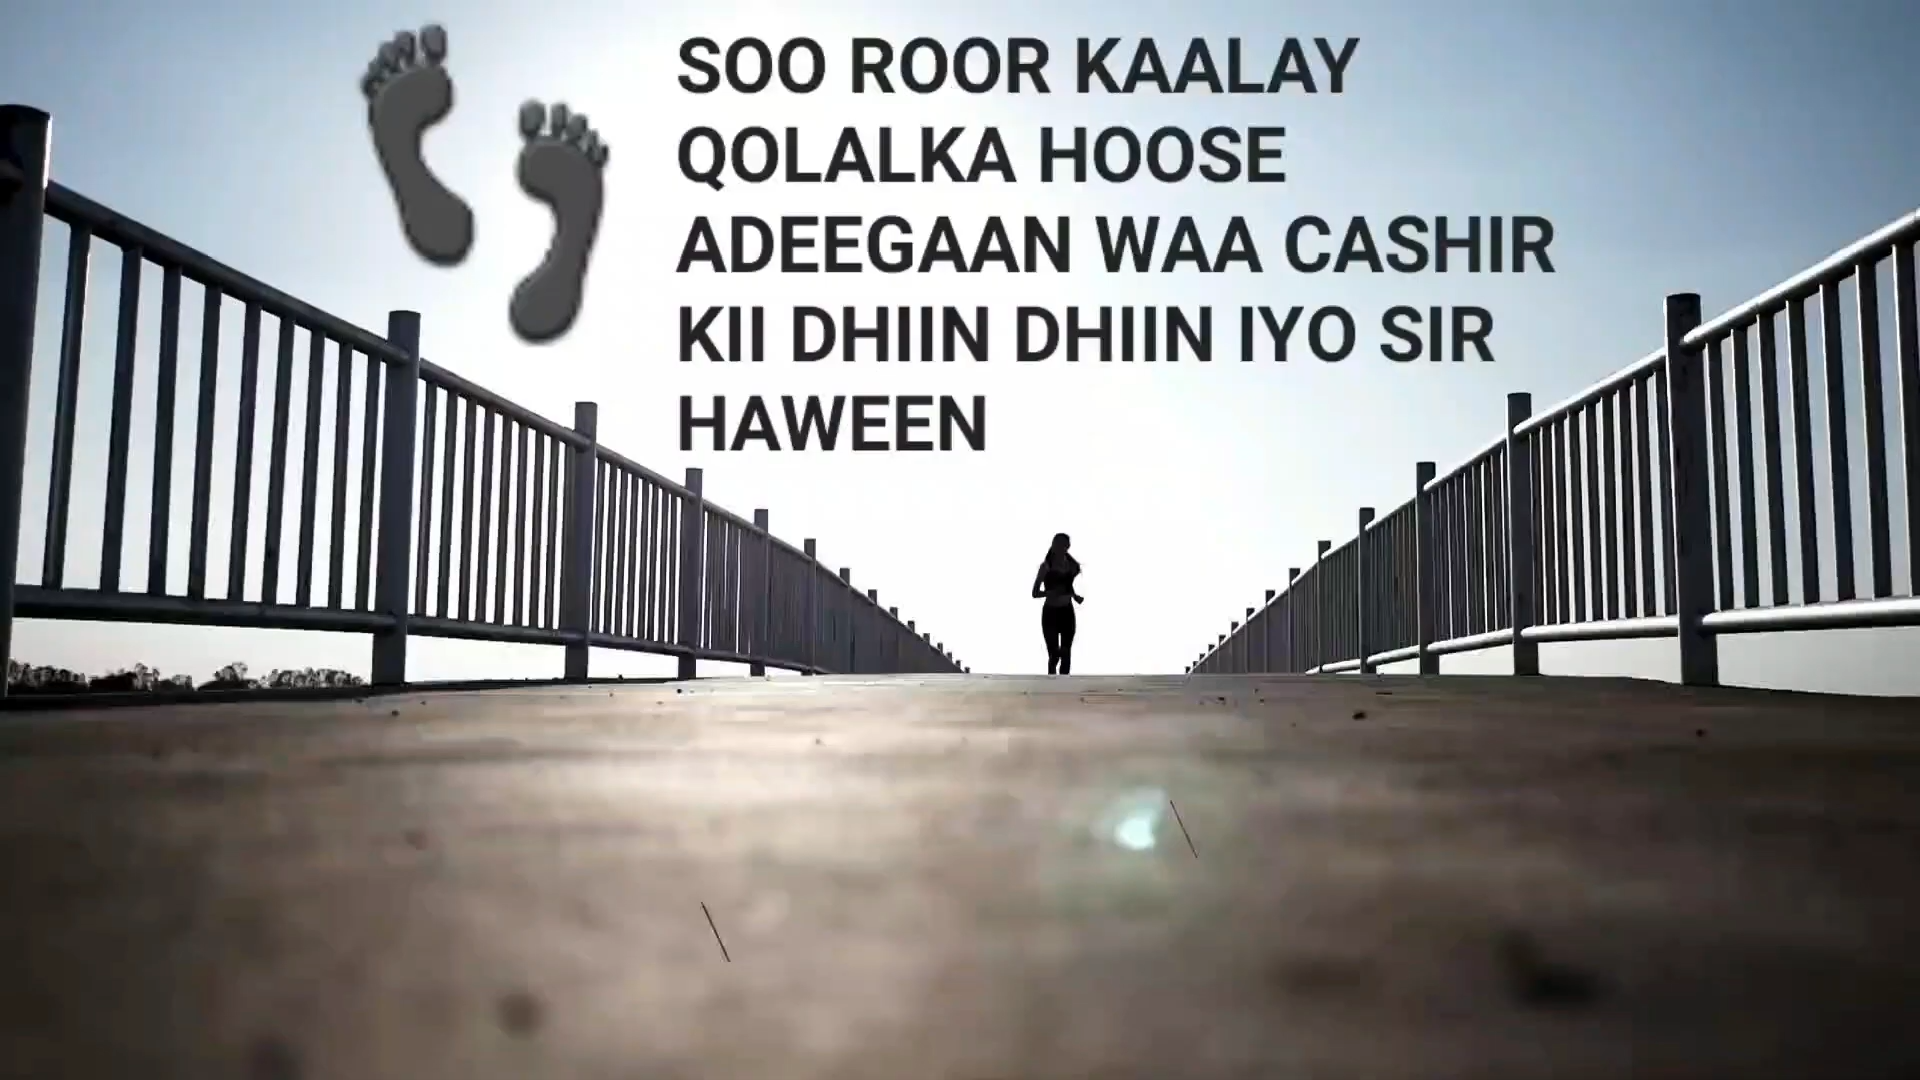 SOO ROOR KAALAY
QOLALKA HOOSE
ADEEGAAN WAA CASHIR
KII DHIIN DHIIN IYO SIR
HAWEEN